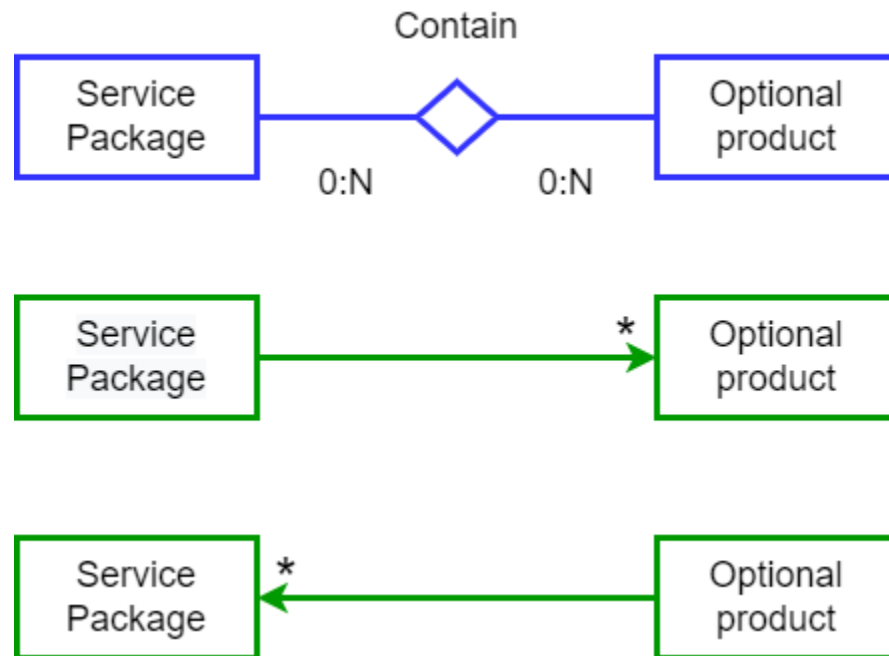 Contain
Service
Package
Optional
product
0:N
0:N
Service
Package
*
Optional
product
Service
Package
*
Optional
product